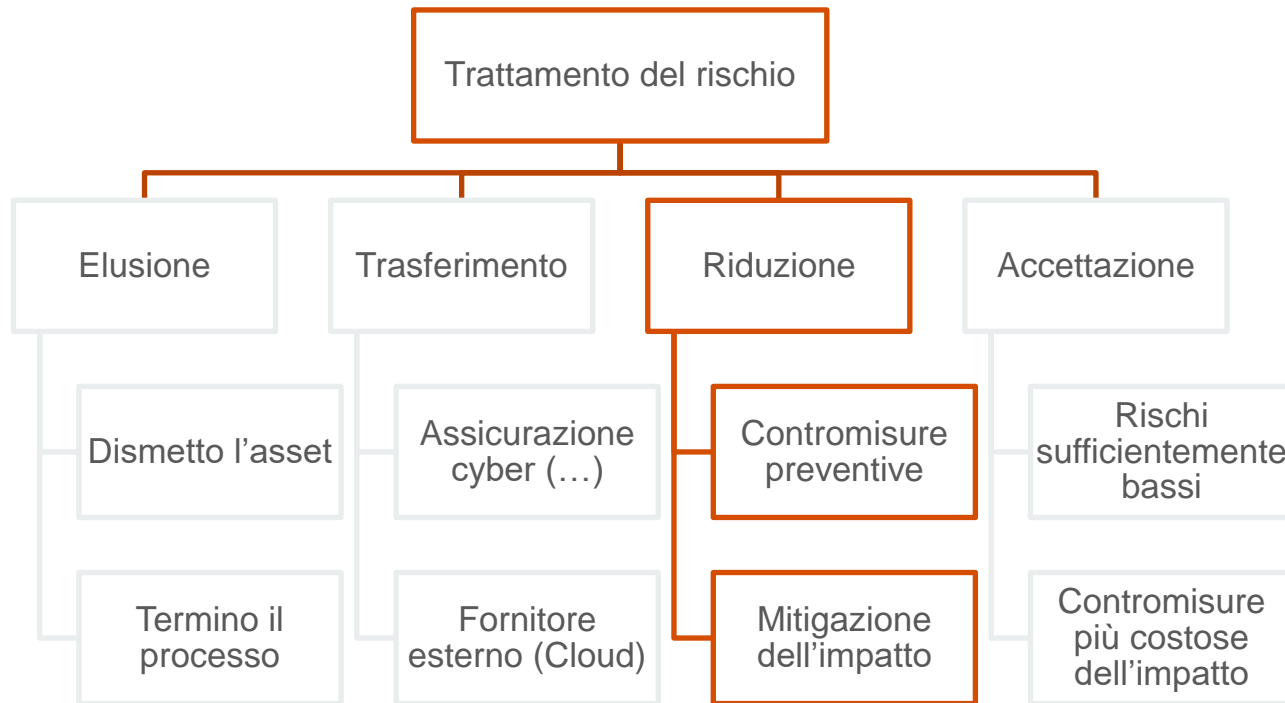 Trattamento del rischio
Elusione
Trasferimento
Riduzione
Accettazione
Dismetto l’asset
Assicurazione
cyber (…)
Contromisure
preventive
Rischi
sufficientemente
bassi
Termino il
processo
Fornitore
esterno (Cloud)
Mitigazione
dell’impatto
Contromisure
più costose
dell’impatto